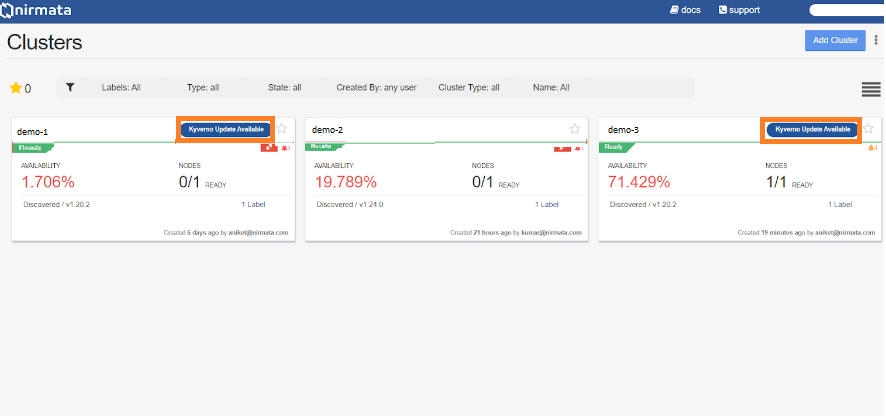 nirmata
docs
support
Clusters
Add Cluster
0
Labels: All
Type: all
State: all
Created By: any user
Cluster Type: all
Name: All
demo-1
Kyverno Update Available
AVAILABILITY
NODES
1.706%
0/1 READY
Discovered / v1.20.2
1 Label
Created 6 days ago by aniket@nirmata.com
demo-2
AVAILABILITY
NODES
19.789%
0/1 READY
Discovered / v1.24.0
1 Label
Created 21 hours ago by kumar@nirmata.com
demo-3
Kyverno Update Available
Ready
AVAILABILITY
NODES
71.429%
1/1 READY
Discovered / v1.20.2
1 Label
Created 19 minutes ago by aniket@nirmata.com